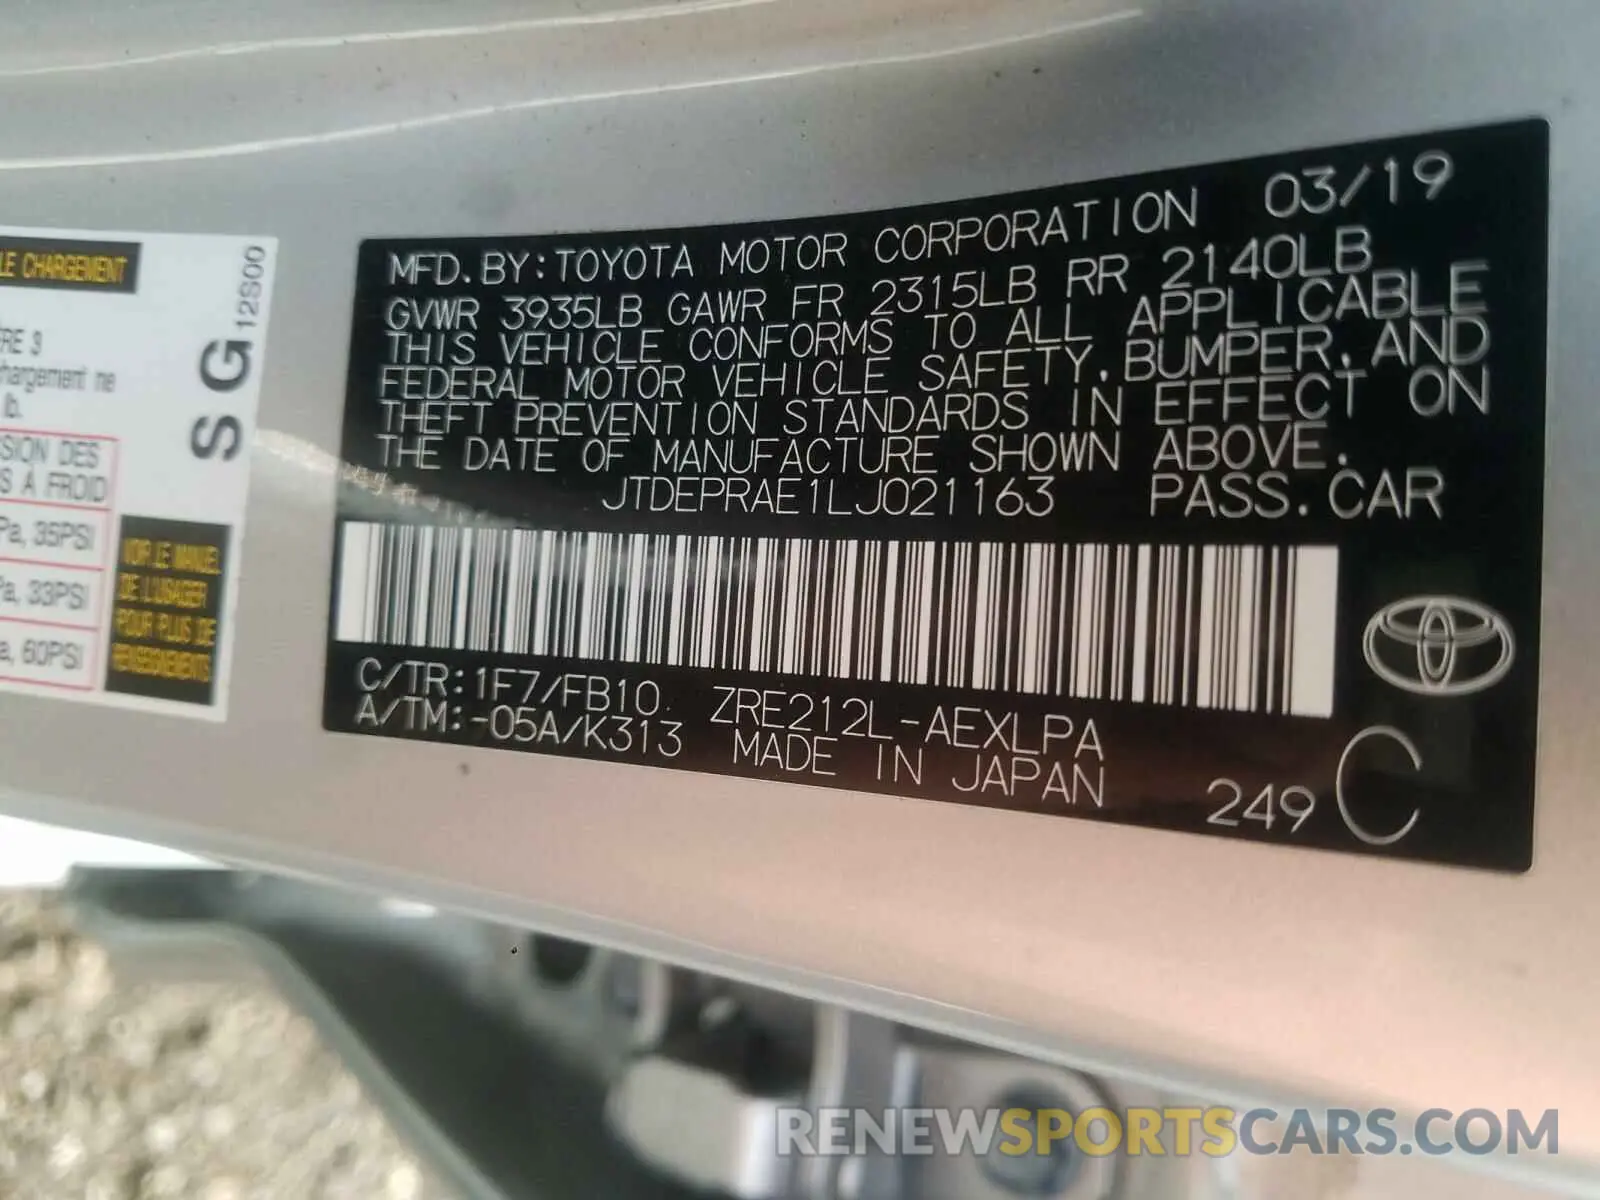 LE CHARGEMENT
3
chargement ne
lb.
SION DES
S A FROID
Pa, 35PSI
Pa, 33PSI
a, 60PSI
VOIR LE MANUEL
DE L'USAGER
POUR PLUS DE
RENSEIGNEMENTS
SG12S00
MFD. BY: TOYOTA MOTOR CORPORATION 03/19
GVWR 3935LB GAWR FR 2315LB RR 2140LB
THIS VEHICLE CONFORMS TO ALL APPLICABLE
FEDERAL MOTOR VEHICLE SAFETY, BUMPER, AND
THEFT PREVENTION STANDARDS IN EFFECT ON
THE DATE OF MANUFACTURE SHOWN ABOVE.
JTDEPRAE1LJ021163 PASS. CAR
C/TR: 1F7/FB10 ZRE212L-AEXLPA
A/TM: -05A/K313 MADE IN JAPAN
249 C
RENEWSPORTSCARS.COM